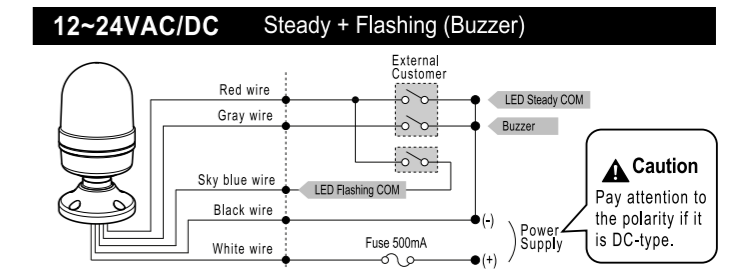 12~24VAC/DC Steady + Flashing (Buzzer)
External
Customer
Red wire
LED Steady COM
Gray wire
Buzzer
Sky blue wire
LED Flashing COM
Black wire
(-)
White wire
Fuse 500mA
(+)
Power
Supply
Caution
Pay attention to
the polarity if it
is DC-type.